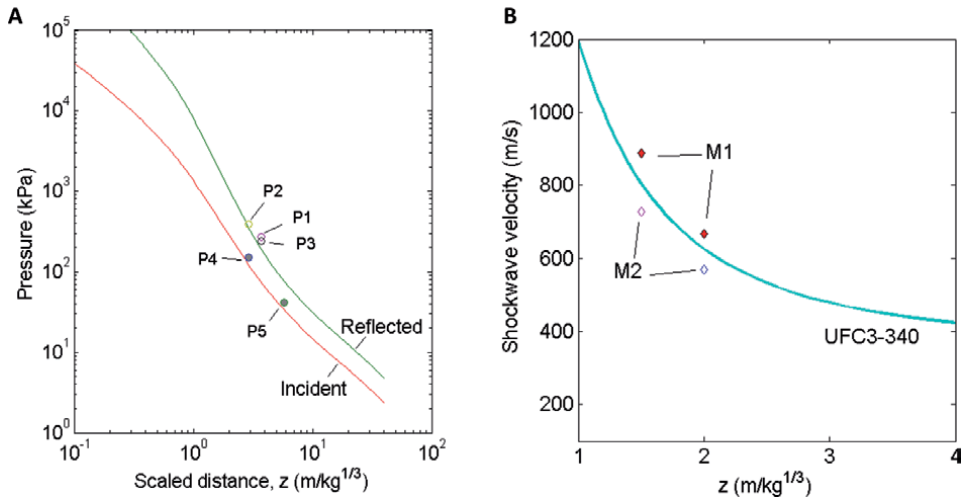 A
Pressure (kPa)
10^5
10^4
10^3
10^2
10^1
10^0
P2
P1
P3
P4
P5
Reflected
Incident
10^-1
10^0
10^1
10^2
Scaled distance, z (m/kg^1/3)
B
Shockwave velocity (m/s)
1200
1000
800
600
400
200
M1
M2
UFC3-340
1
2
3
4
z (m/kg^1/3)